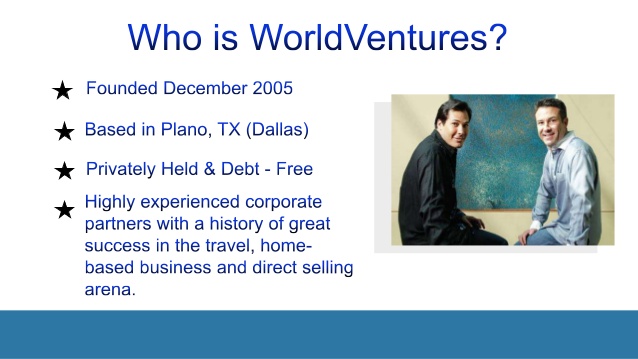 Who is WorldVentures?
Founded December 2005
Based in Plano, TX (Dallas)
Privately Held & Debt - Free
Highly experienced corporate
partners with a history of great
success in the travel, home-
based business and direct selling
arena.